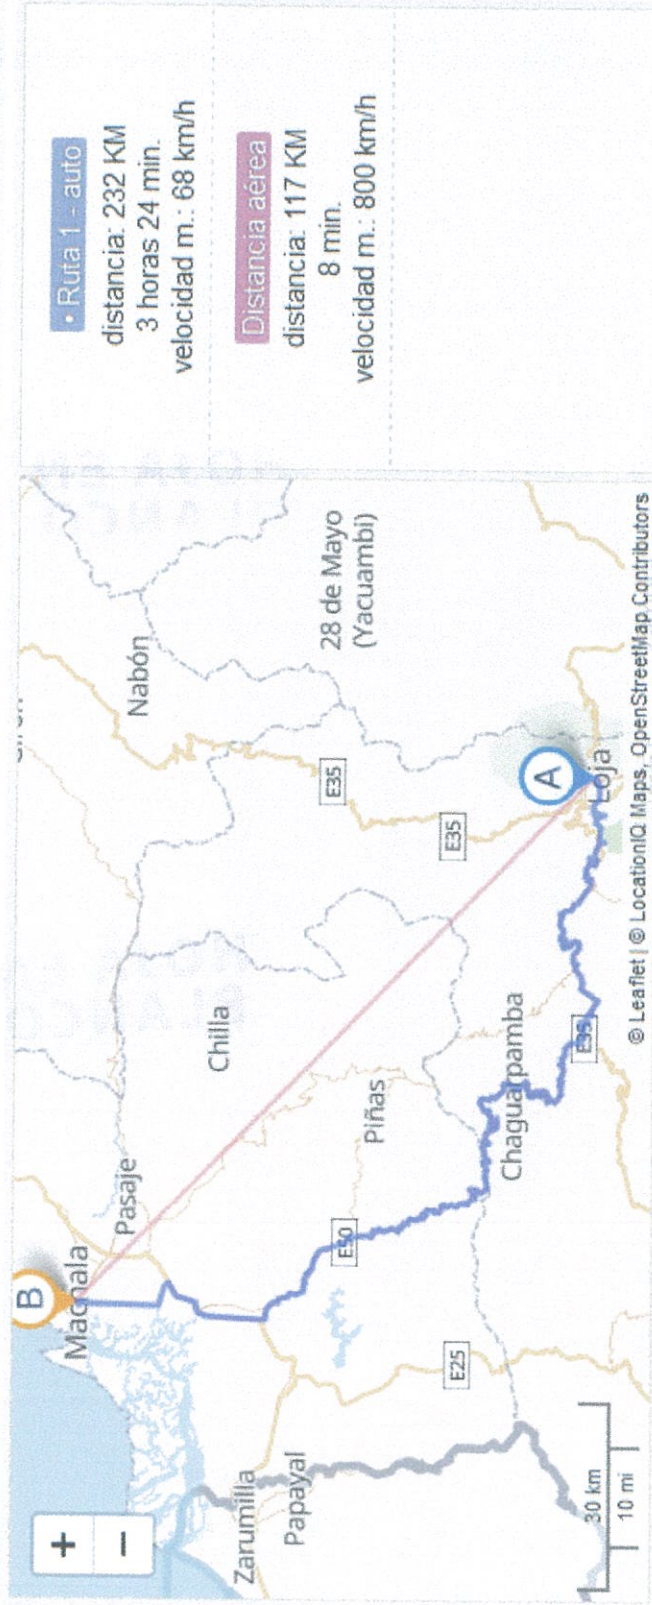 +
−
B
Machala
Pasaje
Nabón
Chilla
28 de Mayo
(Yacuambi)
E35
Zarumilla
Papayal
E50
Piñas
E35
E25
Chaguarpamba
A
Loja
E35
30 km
10 mi
© Leaflet | © LocationIQ Maps, OpenStreetMap Contributors
• Ruta 1 - auto
distancia: 232 KM
3 horas 24 min.
velocidad m.: 68 km/h
Distancia aérea
distancia: 117 KM
8 min.
velocidad m.: 800 km/h